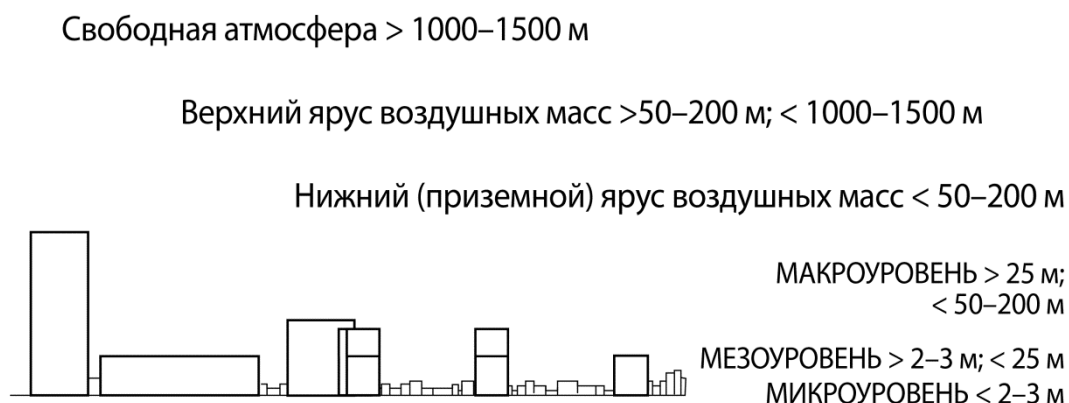 Свободная атмосфера > 1000–1500 м
Верхний ярус воздушных масс >50–200 м; < 1000–1500 м
Нижний (приземной) ярус воздушных масс < 50–200 м
МАКРОУРОВЕНЬ > 25 м;
< 50–200 м
МЕЗОУРОВЕНЬ > 2–3 м; < 25 м
МИКРОУРОВЕНЬ < 2–3 м